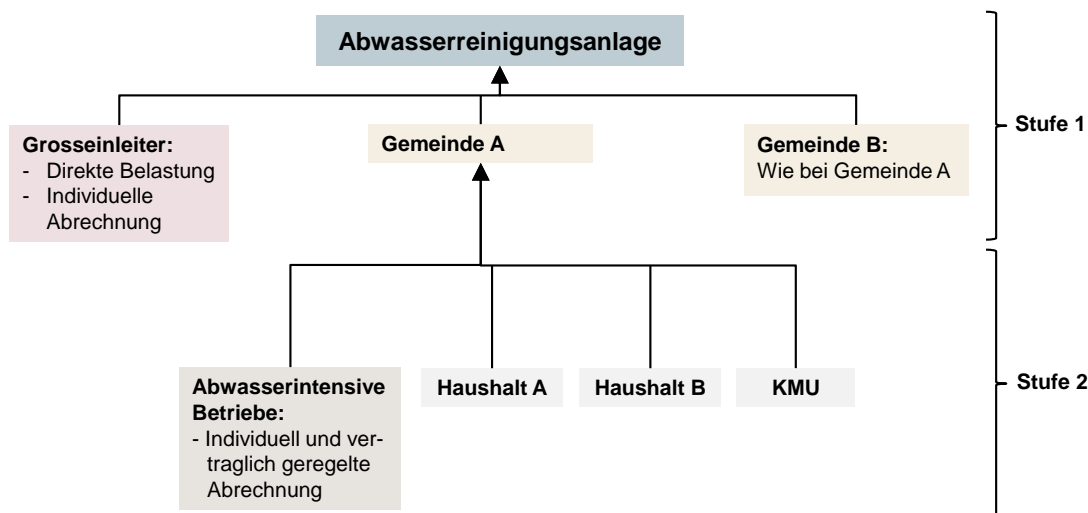 Abwasserreinigungsanlage
Grosseinleiter:
- Direkte Belastung
- Individuelle
Abrechnung
Gemeinde A
Gemeinde B:
Wie bei Gemeinde A
Stufe 1
Abwasserintensive
Betriebe:
- Individuell und ver-
traglich geregelte
Abrechnung
Haushalt A
Haushalt B
KMU
Stufe 2